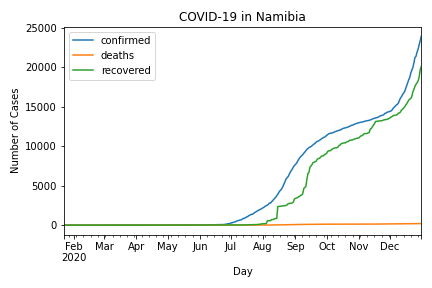 COVID-19 in Namibia
25000
20000
15000
10000
5000
0
Number of Cases
confirmed
deaths
recovered
Feb Mar Apr May Jun Jul Aug Sep Oct Nov Dec
2020
Day